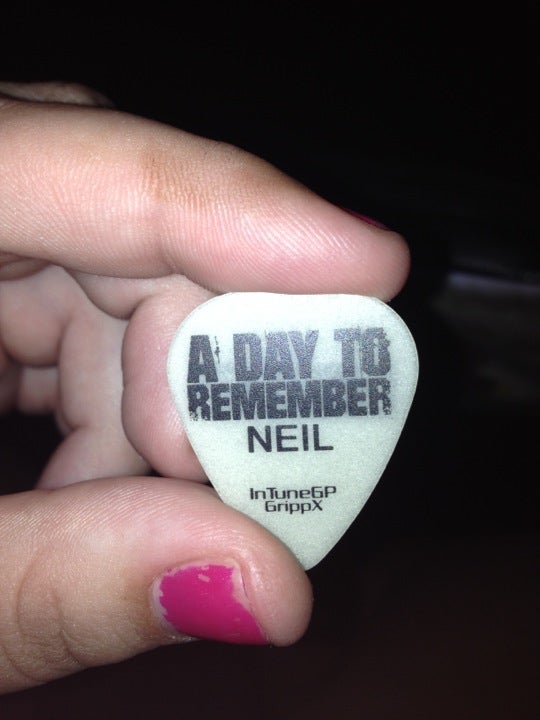 A DAY TO
REMEMBER
NEIL
InTuneGP
GrippX